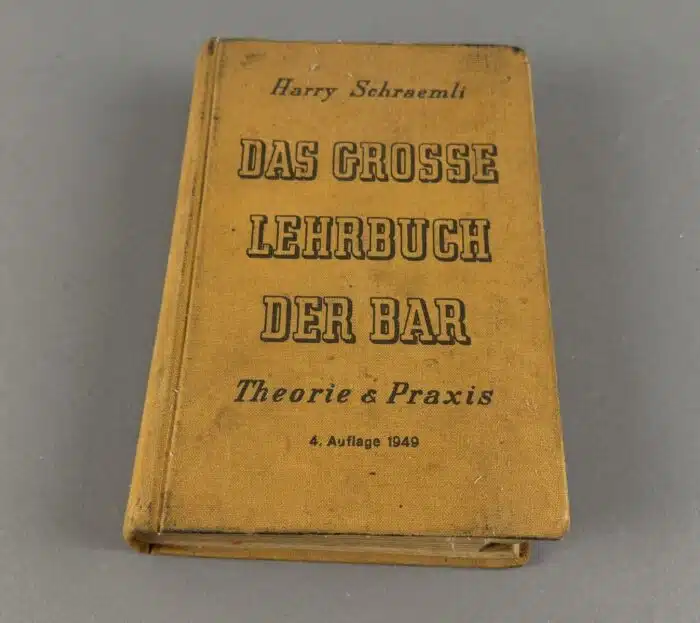 Harry Schraemli
DAS GROSSE
LEHRBUCH
DER BAR
Theorie & Praxis
4. Auflage 1949